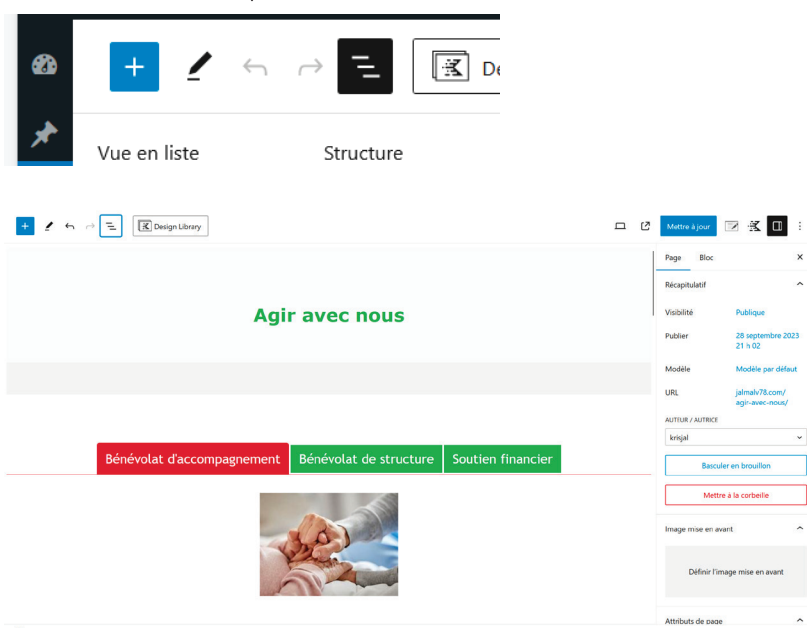 Vue en liste
Structure
Design Library
Mettre à jour
Agir avec nous
Bénévolat d'accompagnement
Bénévolat de structure
Soutien financier
Page
Bloc
Récapitulatif
Visibilité
Publique
Publier
28 septembre 2023
21 h 02
Modèle
Modèle par défaut
URL
jalmalv78.com/
agir-avec-nous/
AUTEUR / AUTRICE
krisjal
Basculer en brouillon
Mettre à la corbeille
Image mise en avant
Définir l'image mise en avant
Attributs de page